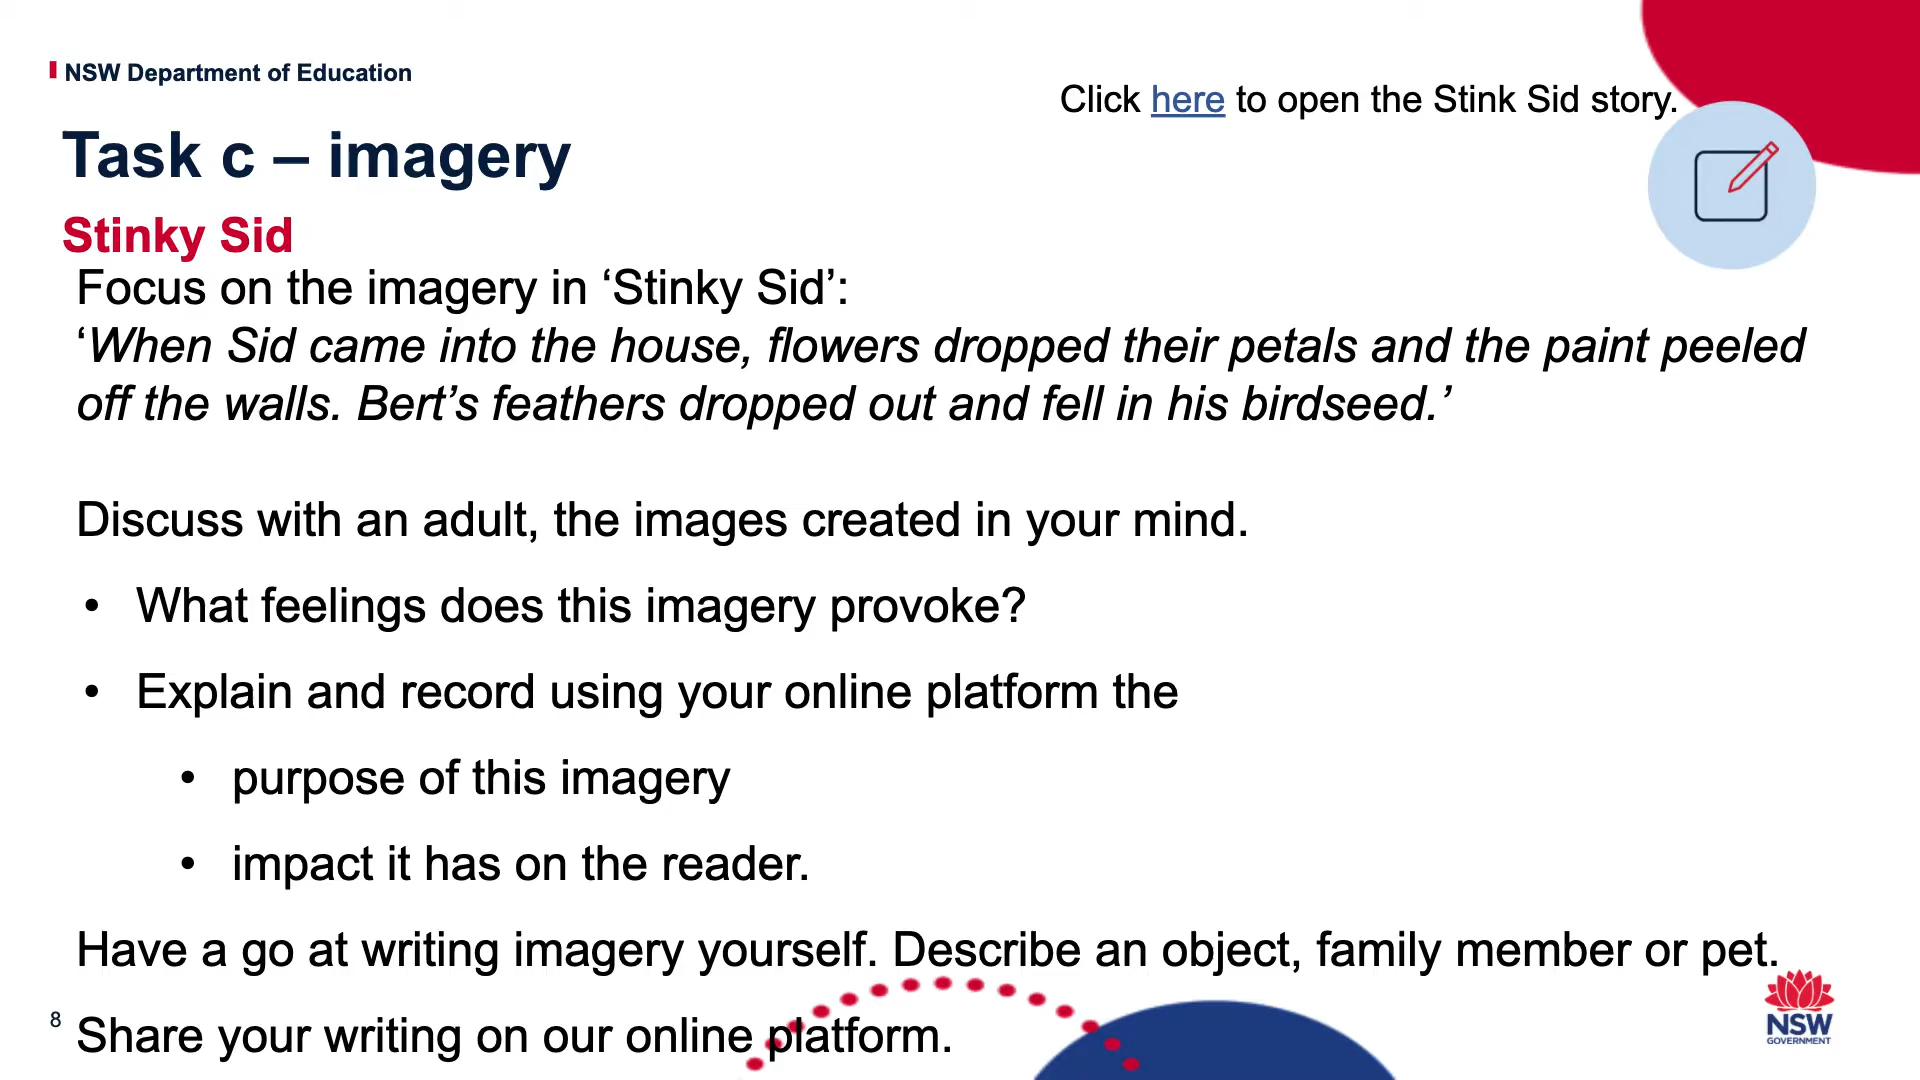 NSW Department of Education
Click here to open the Stink Sid story.
Task c – imagery
Stinky Sid
Focus on the imagery in ‘Stinky Sid’:
‘When Sid came into the house, flowers dropped their petals and the paint peeled
off the walls. Bert’s feathers dropped out and fell in his birdseed.’
Discuss with an adult, the images created in your mind.
• What feelings does this imagery provoke?
• Explain and record using your online platform the
• purpose of this imagery
• impact it has on the reader.
Have a go at writing imagery yourself. Describe an object, family member or pet.
8
Share your writing on our online platform.
NSW
GOVERNMENT